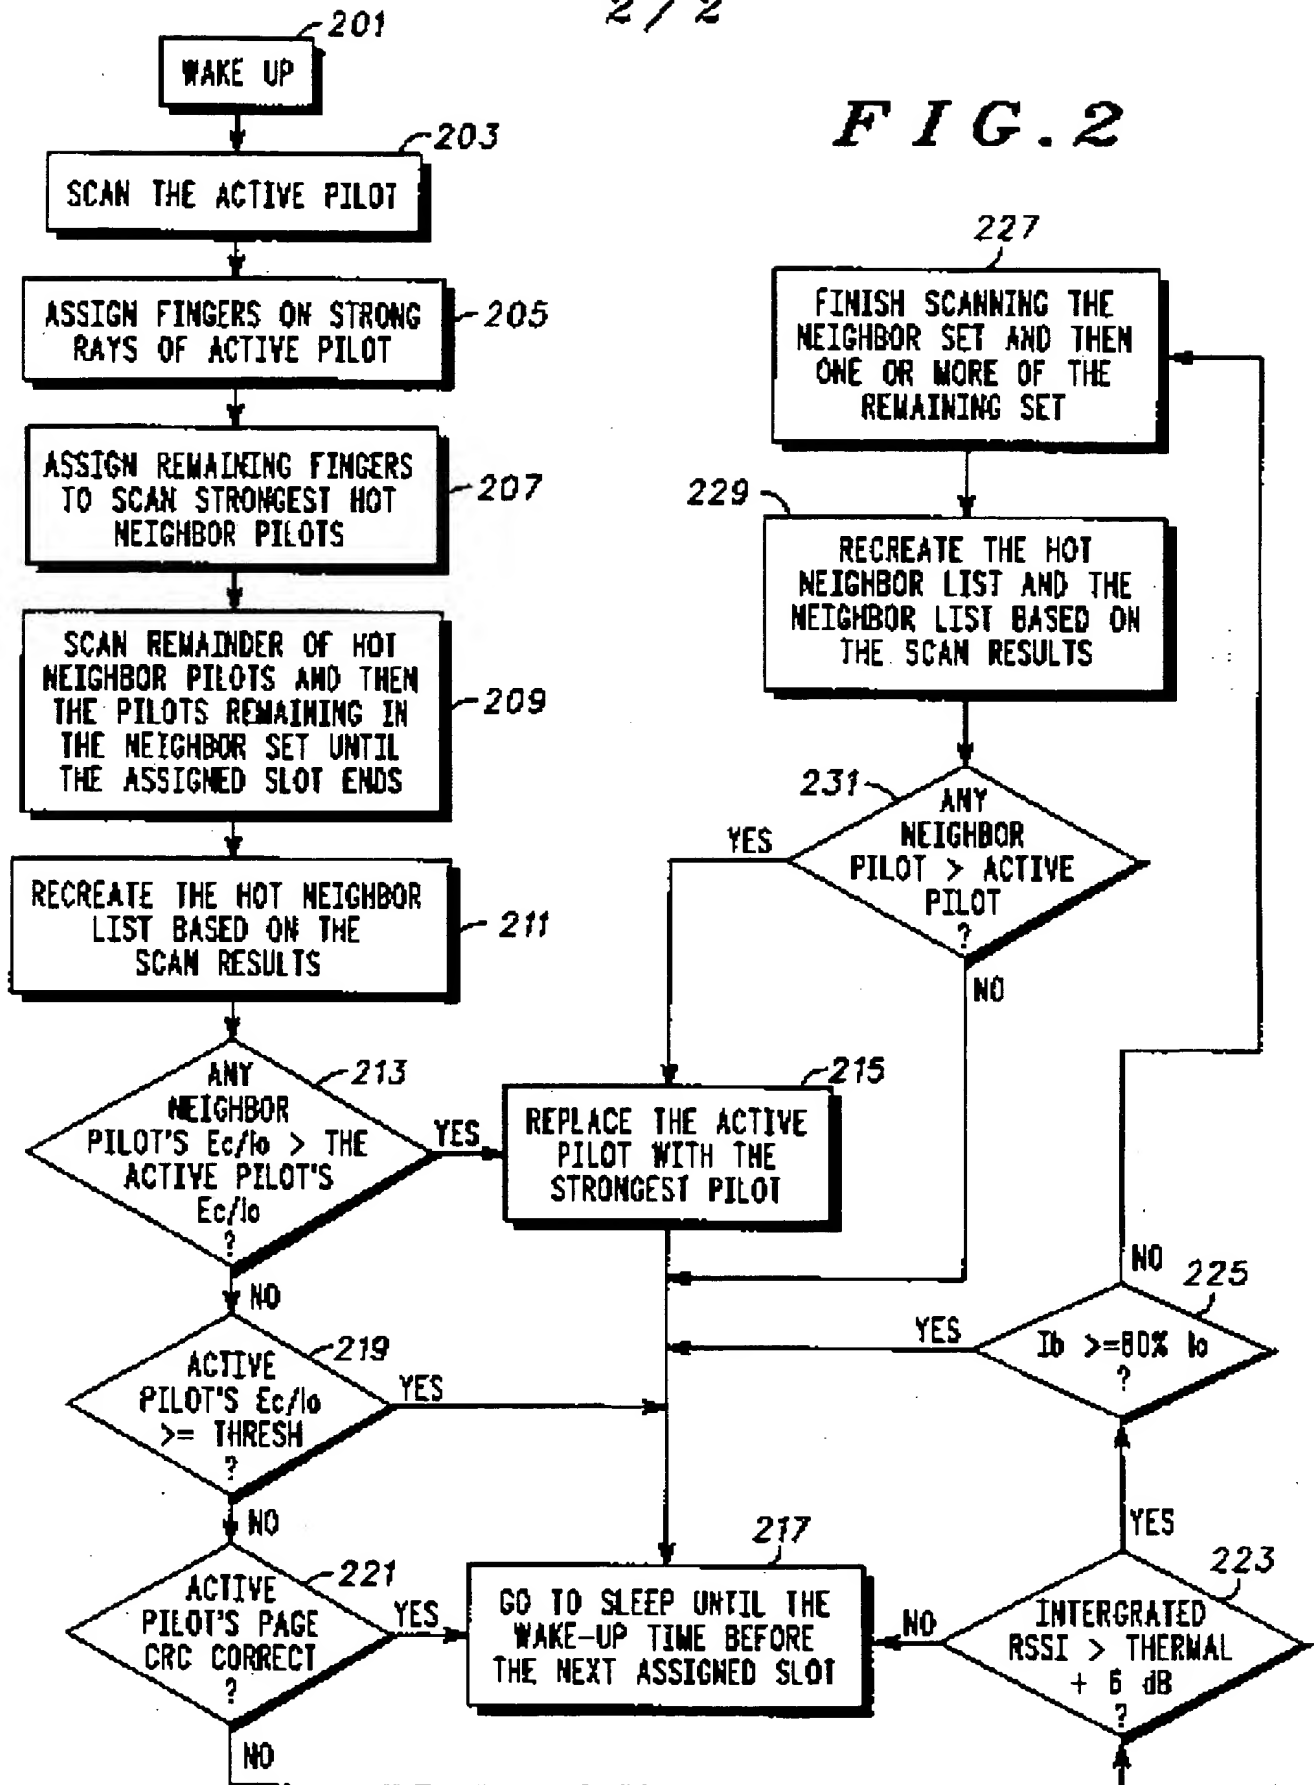 2/2
FIG.2
201
WAKE UP
203
SCAN THE ACTIVE PILOT
ASSIGN FINGERS ON STRONG
RAYS OF ACTIVE PILOT
205
ASSIGN REMAINING FINGERS
TO SCAN STRONGEST HOT
NEIGHBOR PILOTS
207
SCAN REMAINDER OF HOT
NEIGHBOR PILOTS AND THEN
THE PILOTS REMAINING IN
THE NEIGHBOR SET UNTIL
THE ASSIGNED SLOT ENDS
209
RECREATE THE HOT NEIGHBOR
LIST BASED ON THE
SCAN RESULTS
211
213
ANY
NEIGHBOR
PILOT'S Ec/Io > THE
ACTIVE PILOT'S
Ec/Io
?
YES
NO
215
REPLACE THE ACTIVE
PILOT WITH THE
STRONGEST PILOT
219
ACTIVE
PILOT'S Ec/Io
>= THRESH
?
YES
NO
221
ACTIVE
PILOT'S PAGE
CRC CORRECT
?
YES
NO
217
GO TO SLEEP UNTIL THE
WAKE-UP TIME BEFORE
THE NEXT ASSIGNED SLOT
227
FINISH SCANNING THE
NEIGHBOR SET AND THEN
ONE OR MORE OF THE
REMAINING SET
229
RECREATE THE HOT
NEIGHBOR LIST AND THE
NEIGHBOR LIST BASED ON
THE SCAN RESULTS
231
ANY
NEIGHBOR
PILOT > ACTIVE
PILOT
?
YES
NO
NO
225
Ib >=80% Io
?
YES
YES
223
INTERGRATED
RSSI > THERMAL
+ 6 dB
?
NO